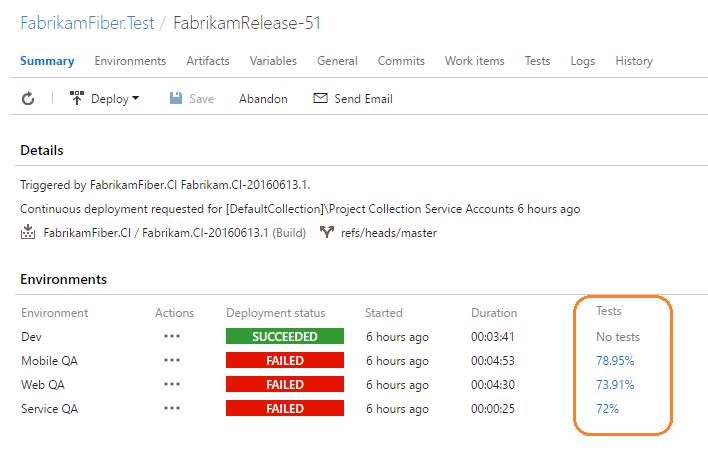 FabrikamFiber.Test / FabrikamRelease-51
Summary Environments Artifacts Variables General Commits Work items Tests Logs History
Deploy Save Abandon Send Email
Details
Triggered by FabrikamFiber.CI Fabrikam.CI-20160613.1.
Continuous deployment requested for [DefaultCollection]\Project Collection Service Accounts 6 hours ago
FabrikamFiber.CI / Fabrikam.CI-20160613.1 (Build) refs/heads/master
Environments
Environment Actions Deployment status Started Duration Tests
Dev ••• SUCCEEDED 6 hours ago 00:03:41 No tests
Mobile QA ••• FAILED 6 hours ago 00:04:53 78.95%
Web QA ••• FAILED 6 hours ago 00:04:30 73.91%
Service QA ••• FAILED 6 hours ago 00:00:25 72%